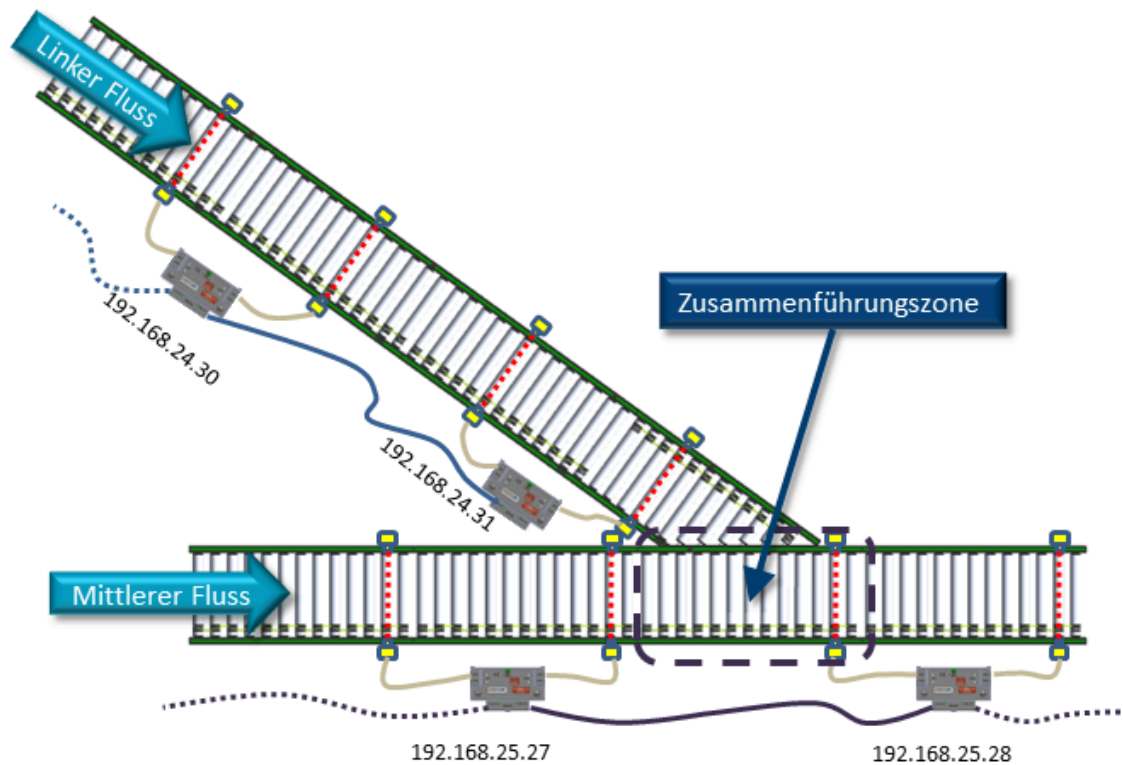 Linker Fluss
192.168.24.30
Zusammenführungszone
192.168.24.31
Mittlerer Fluss
192.168.25.27
192.168.25.28